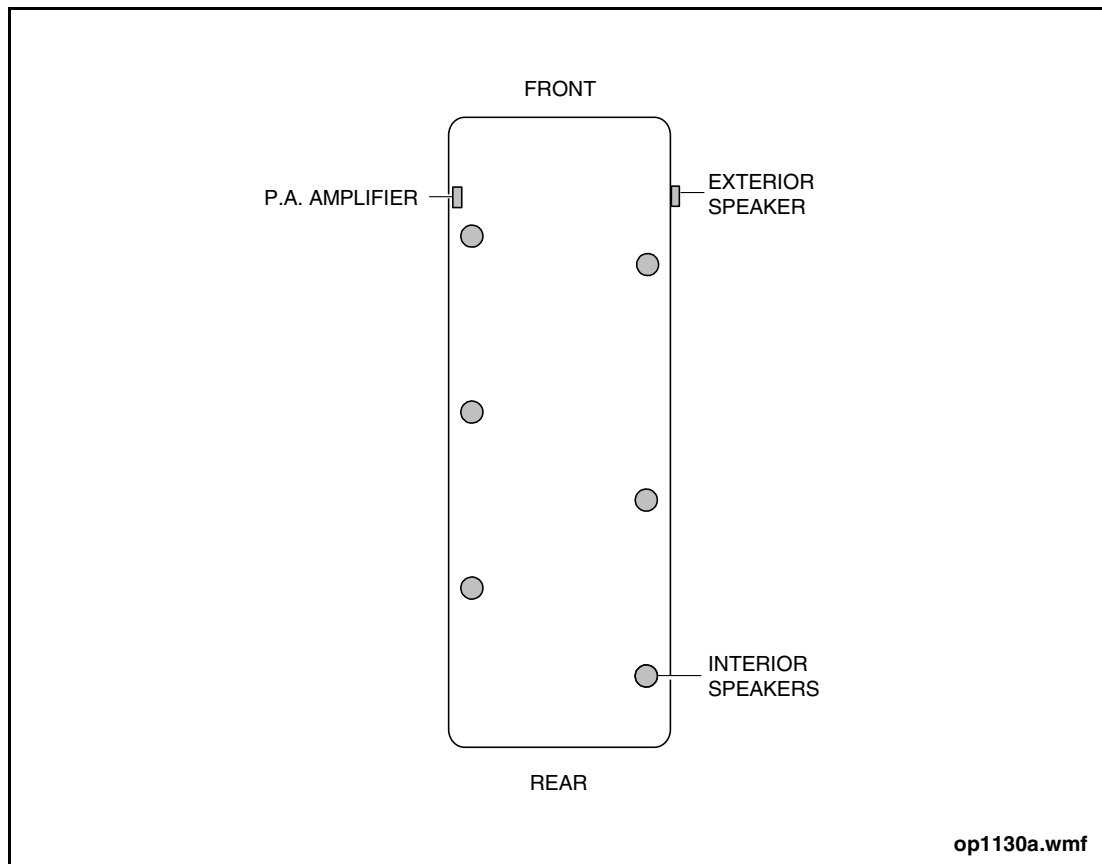 FRONT
P.A. AMPLIFIER
EXTERIOR
SPEAKER
INTERIOR
SPEAKERS
REAR
op1130a.wmf